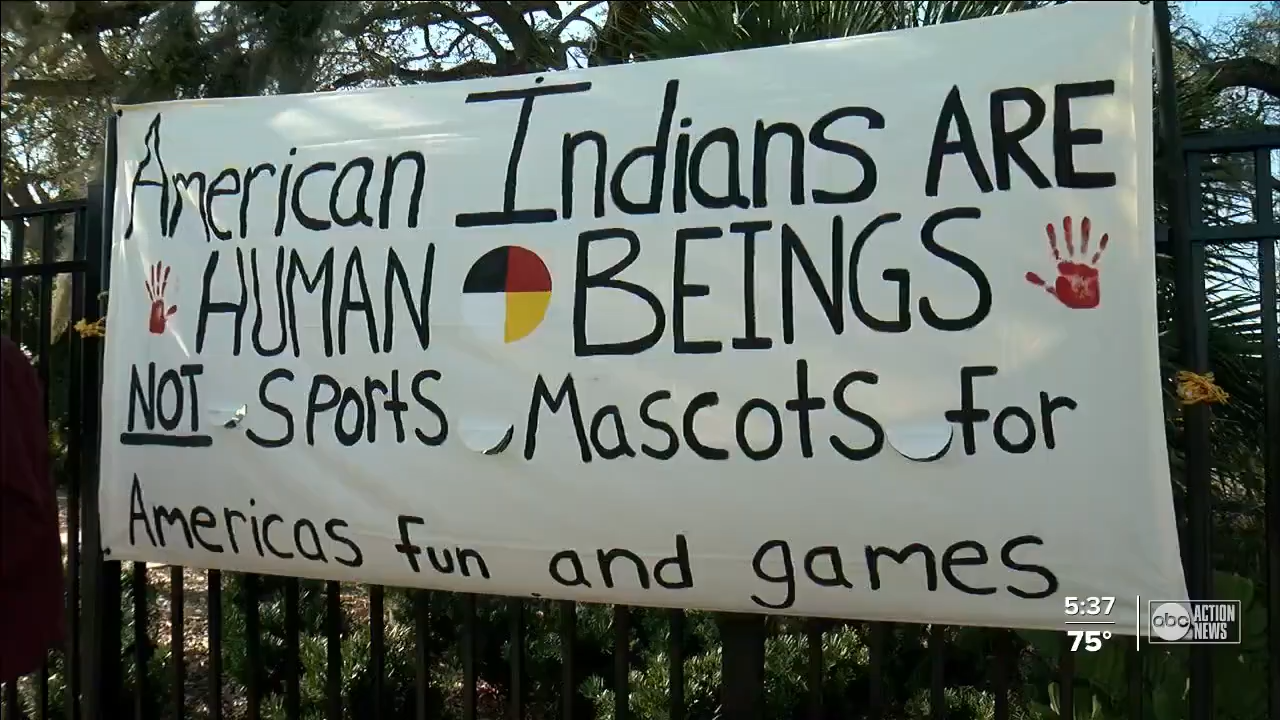 American Indians ARE
HUMAN BEINGS
NOT Sports Mascots for
Americas fun and games
5:37
75°
abc ACTION
NEWS